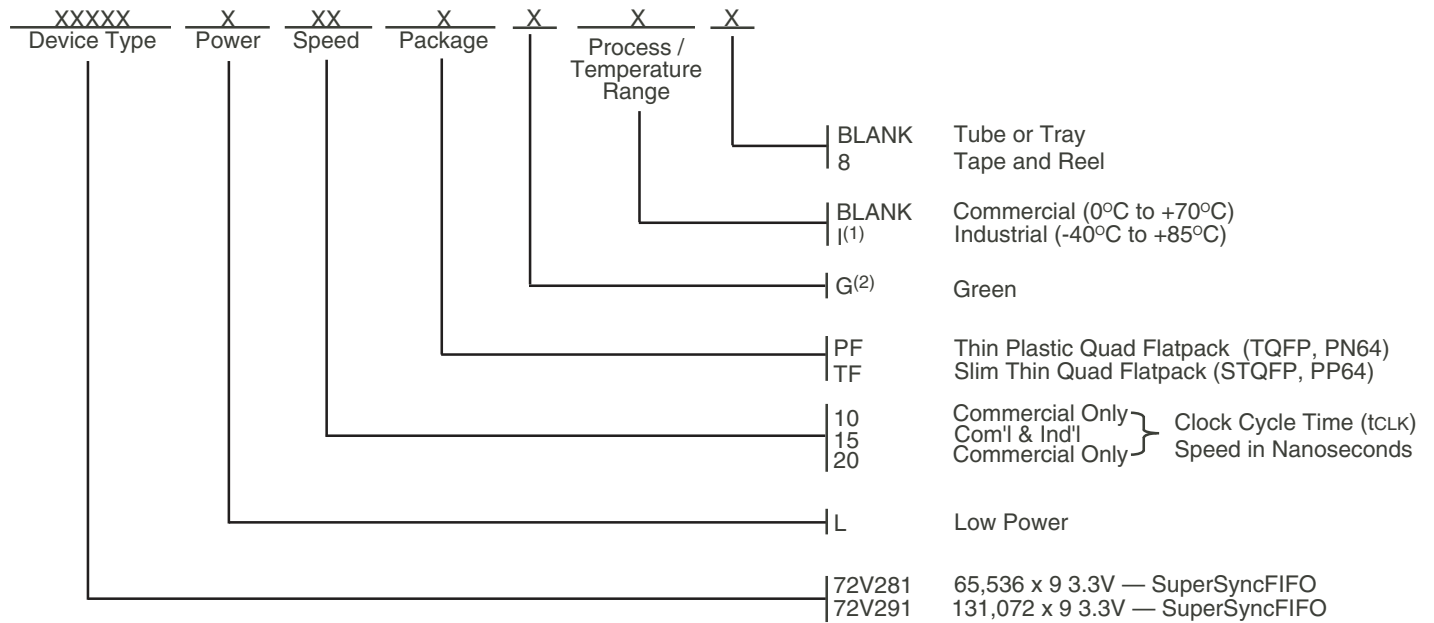 XXXXX X XX X X X X
Device Type Power Speed Package
Process /
Temperature
Range
BLANK Tube or Tray
8 Tape and Reel
BLANK Commercial (0°C to +70°C)
I(1) Industrial (-40°C to +85°C)
G(2) Green
PF Thin Plastic Quad Flatpack (TQFP, PN64)
TF Slim Thin Quad Flatpack (STQFP, PP64)
10 Commercial Only
15 Com'l & Ind'l
20 Commercial Only
Clock Cycle Time (tCLK)
Speed in Nanoseconds
L Low Power
72V281 65,536 x 9 3.3V — SuperSyncFIFO
72V291 131,072 x 9 3.3V — SuperSyncFIFO